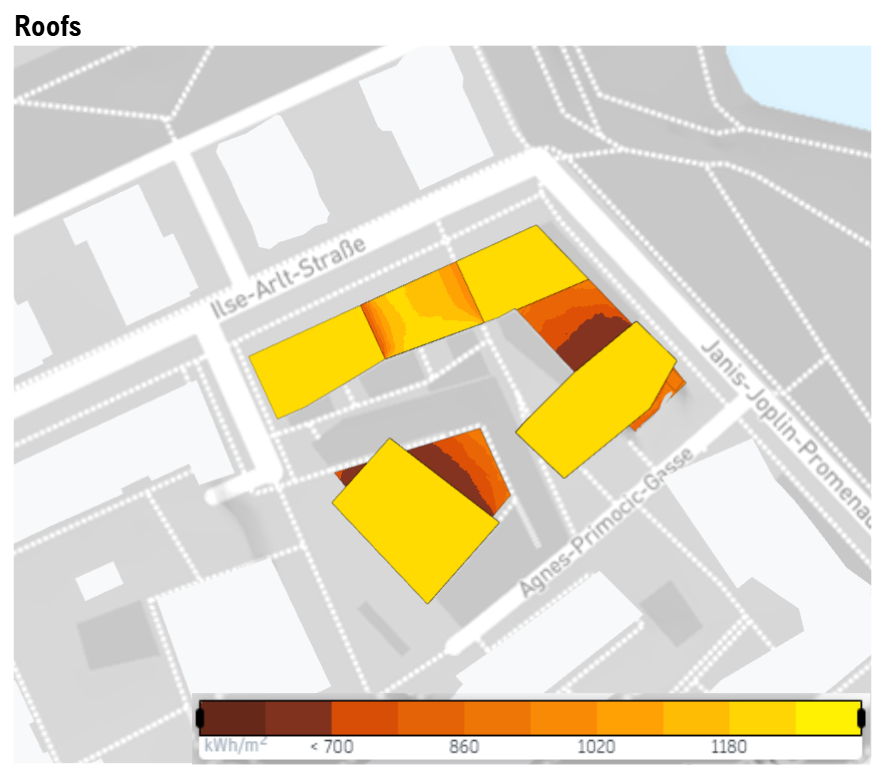 Roofs
Ilse-Arlt-Straße
Janis-Joplin-Promenad
Agnes-Primocic-Gasse
kWh/m² < 700 860 1020 1180